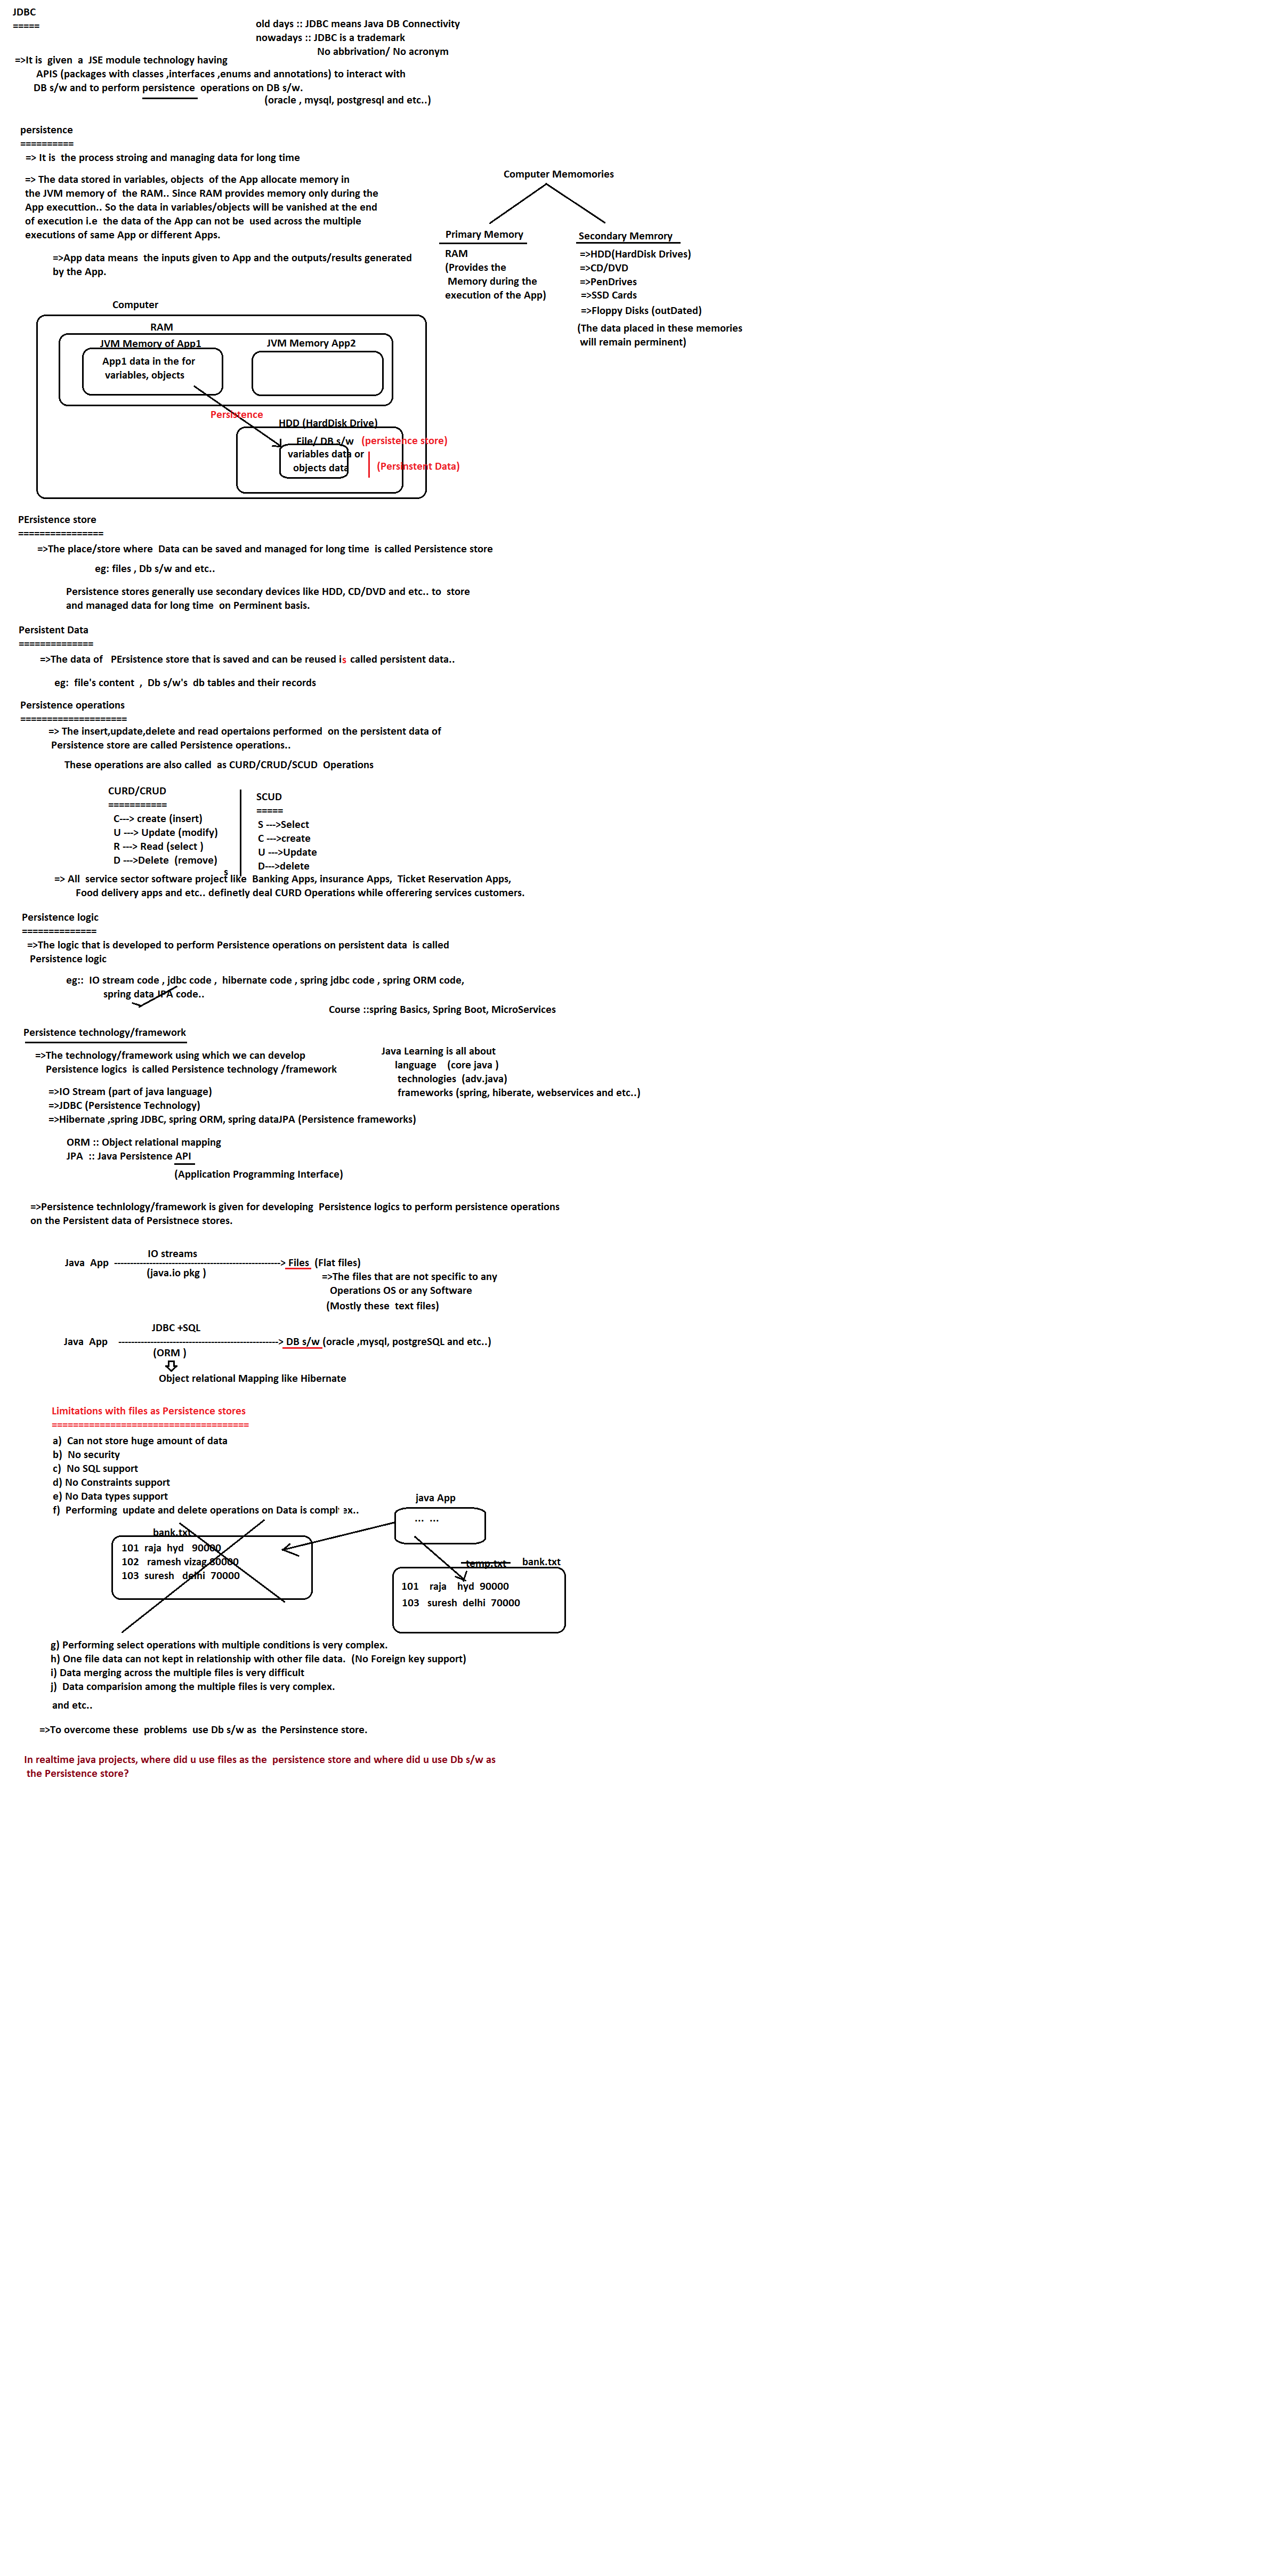 JDBC
=====
old days :: JDBC means Java DB Connectivity
nowadays :: JDBC is a trademark
No abbrivation/ No acronym
=>It is given a JSE module technology having
APIS (packages with classes ,interfaces ,enums and annotations) to interact with
DB s/w and to perform persistence operations on DB s/w.
(oracle , mysql, postgresql and etc..)
persistence
==========
=> It is the process stroing and managing data for long time
=> The data stored in variables, objects of the App allocate memory in
the JVM memory of the RAM.. Since RAM provides memory only during the
App executtion.. So the data in variables/objects will be vanished at the end
of execution i.e the data of the App can not be used across the multiple
executions of same App or different Apps.
=>App data means the inputs given to App and the outputs/results generated
by the App.
Computer Memomories
Primary Memory
RAM
(Provides the
Memory during the
execution of the App)
Secondary Memrory
=>HDD(HardDisk Drives)
=>CD/DVD
=>PenDrives
=>SSD Cards
=>Floppy Disks (outDated)
(The data placed in these memories
will remain perminent)
Computer
RAM
JVM Memory of App1
JVM Memory App2
App1 data in the for
variables, objects
Persistence
HDD (HardDisk Drive)
File/ DB s/w (persistence store)
variables data or
objects data
(Persinstent Data)
PErsistence store
================
=>The place/store where Data can be saved and managed for long time is called Persistence store
eg: files , Db s/w and etc..
Persistence stores generally use secondary devices like HDD, CD/DVD and etc.. to store
and managed data for long time on Perminent basis.
Persistent Data
==============
=>The data of PErsistence store that is saved and can be reused is called persistent data..
eg: file's content , Db s/w's db tables and their records
Persistence operations
====================
=> The insert,update,delete and read opertaions performed on the persistent data of
Persistence store are called Persistence operations..
These operations are also called as CURD/CRUD/SCUD Operations
CURD/CRUD
===========
C---> create (insert)
U ---> Update (modify)
R ---> Read (select )
D --->Delete (remove)
SCUD
=====
S --->Select
C --->create
U --->Update
D--->delete
s
=> All service sector software project like Banking Apps, insurance Apps, Ticket Reservation Apps,
Food delivery apps and etc.. definetly deal CURD Operations while offerering services customers.
Persistence logic
==============
=>The logic that is developed to perform Persistence operations on persistent data is called
Persistence logic
eg:: IO stream code , jdbc code , hibernate code , spring jdbc code , spring ORM code,
spring data JPA code..
Course ::spring Basics, Spring Boot, MicroServices
Persistence technology/framework
=>The technology/framework using which we can develop
Persistence logics is called Persistence technology /framework
Java Learning is all about
language (core java )
technologies (adv.java)
frameworks (spring, hiberate, webservices and etc..)
=>IO Stream (part of java language)
=>JDBC (Persistence Technology)
=>Hibernate ,spring JDBC, spring ORM, spring dataJPA (Persistence frameworks)
ORM :: Object relational mapping
JPA :: Java Persistence API
(Application Programming Interface)
=>Persistence technlology/framework is given for developing Persistence logics to perform persistence operations
on the Persistent data of Persistnece stores.
IO streams
Java App ----------------------------------------------------> Files (Flat files)
(java.io pkg )
=>The files that are not specific to any
Operations OS or any Software
(Mostly these text files)
JDBC +SQL
Java App --------------------------------------------------> DB s/w (oracle ,mysql, postgreSQL and etc..)
(ORM )
Object relational Mapping like Hibernate
Limitations with files as Persistence stores
=====================================
a) Can not store huge amount of data
b) No security
c) No SQL support
d) No Constraints support
e) No Data types support
f) Performing update and delete operations on Data is complex..
java App
... ...
bank.txt
101 raja hyd 90000
102 ramesh vizag 80000
103 suresh delhi 70000
temp.txt bank.txt
101 raja hyd 90000
103 suresh delhi 70000
g) Performing select operations with multiple conditions is very complex.
h) One file data can not kept in relationship with other file data. (No Foreign key support)
i) Data merging across the multiple files is very difficult
j) Data comparision among the multiple files is very complex.
and etc..
=>To overcome these problems use Db s/w as the Persinstence store.
In realtime java projects, where did u use files as the persistence store and where did u use Db s/w as
the Persistence store?